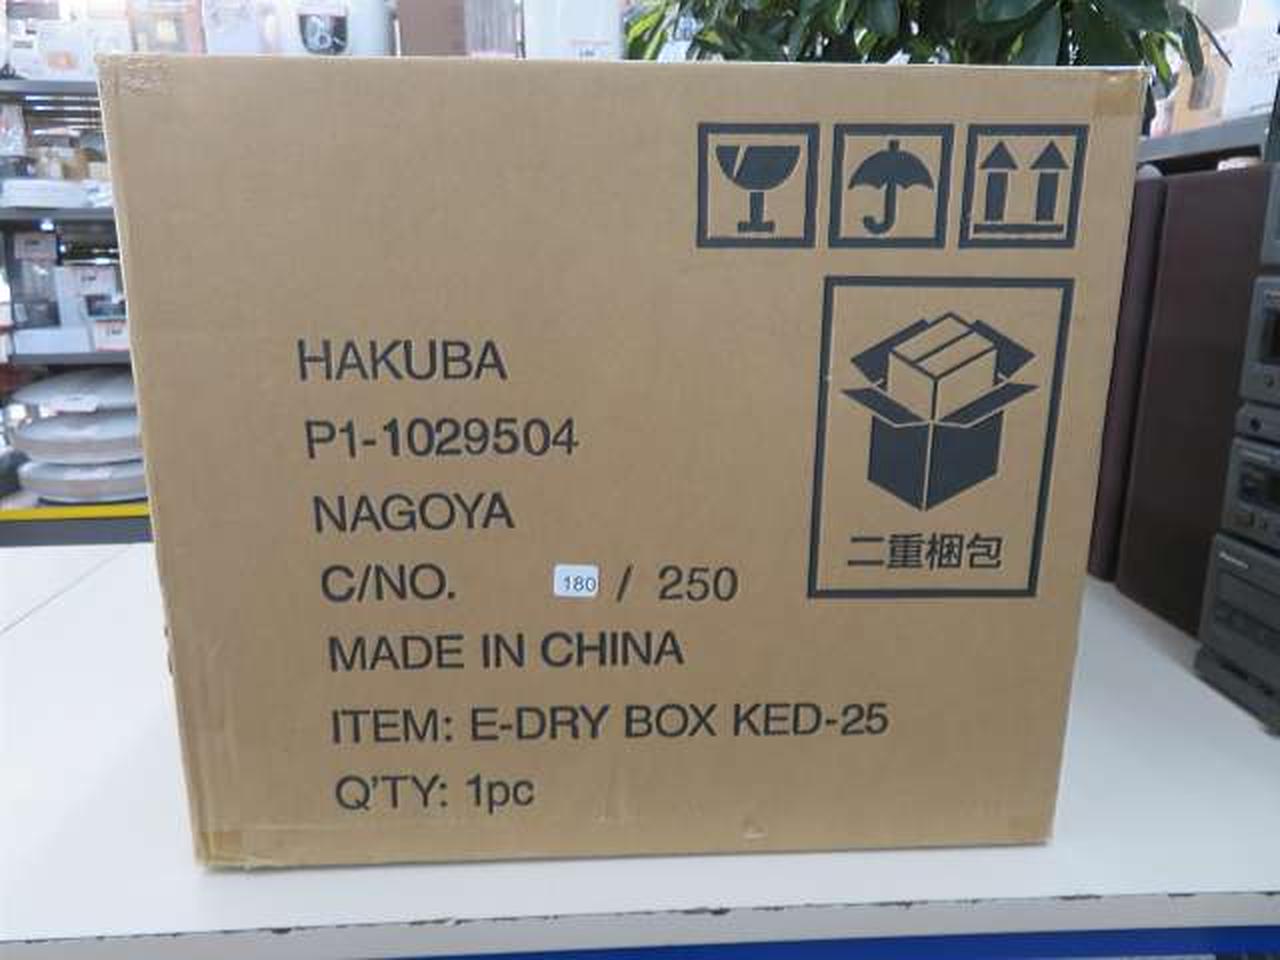 HAKUBA
P1-1029504
NAGOYA
C/NO. 180 / 250
MADE IN CHINA
ITEM: E-DRY BOX KED-25
Q'TY: 1pc
二重梱包